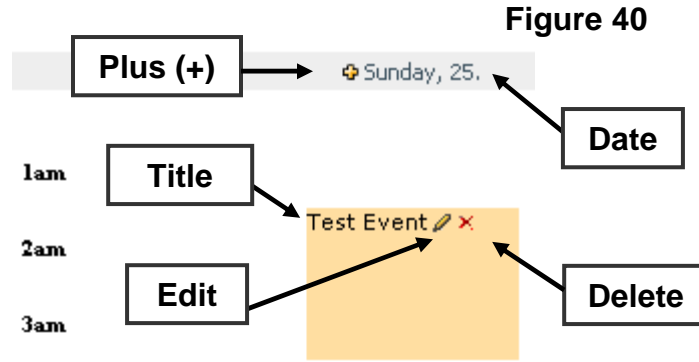 Figure 40
Plus (+)
Sunday, 25.
Date
1am
Title
Test Event
2am
Edit
Delete
3am